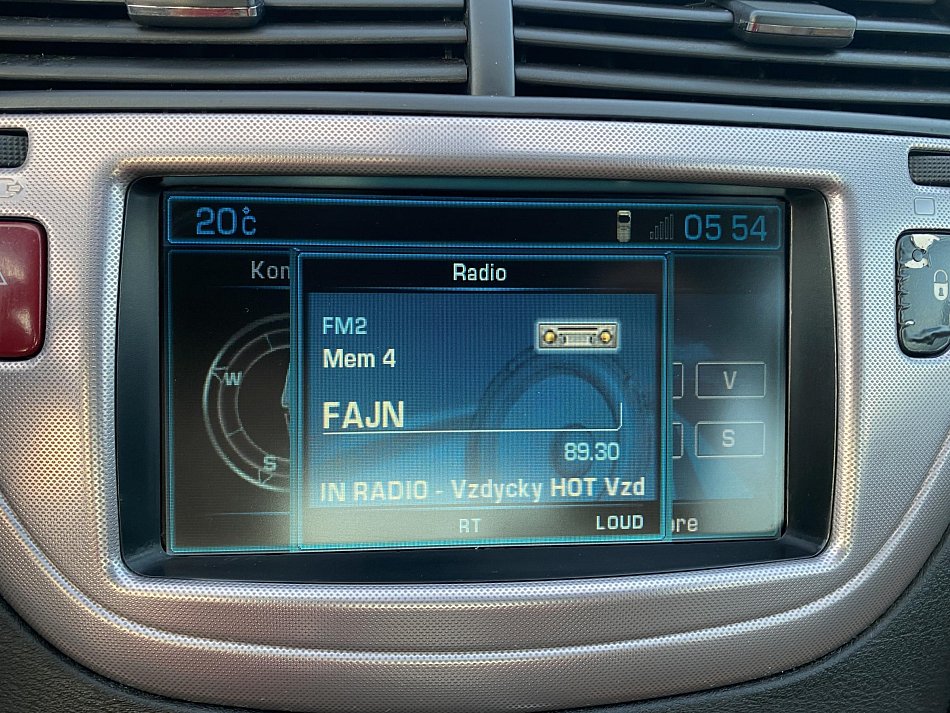 20°C
05 54
Kon
Radio
FM2
Mem 4
W
V
FAJN
S
S
89.30
IN RADIO - Vzdycky HOT Vzd
RT
LOUD
ore